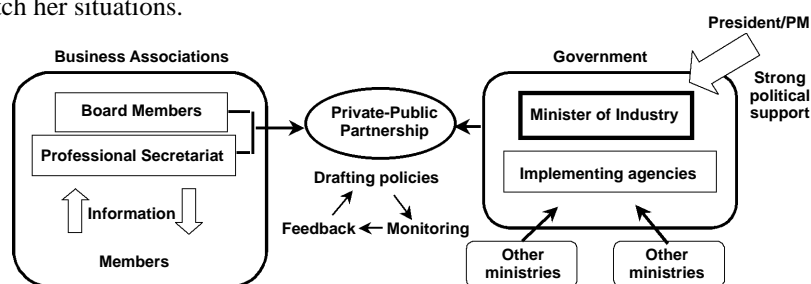 tch her situations.
President/PM
Business Associations
Government
Strong
political
support
Board Members
Professional Secretariat
Private-Public
Partnership
Minister of Industry
Implementing agencies
Drafting policies
Information
Feedback
Monitoring
Members
Other
ministries
Other
ministries